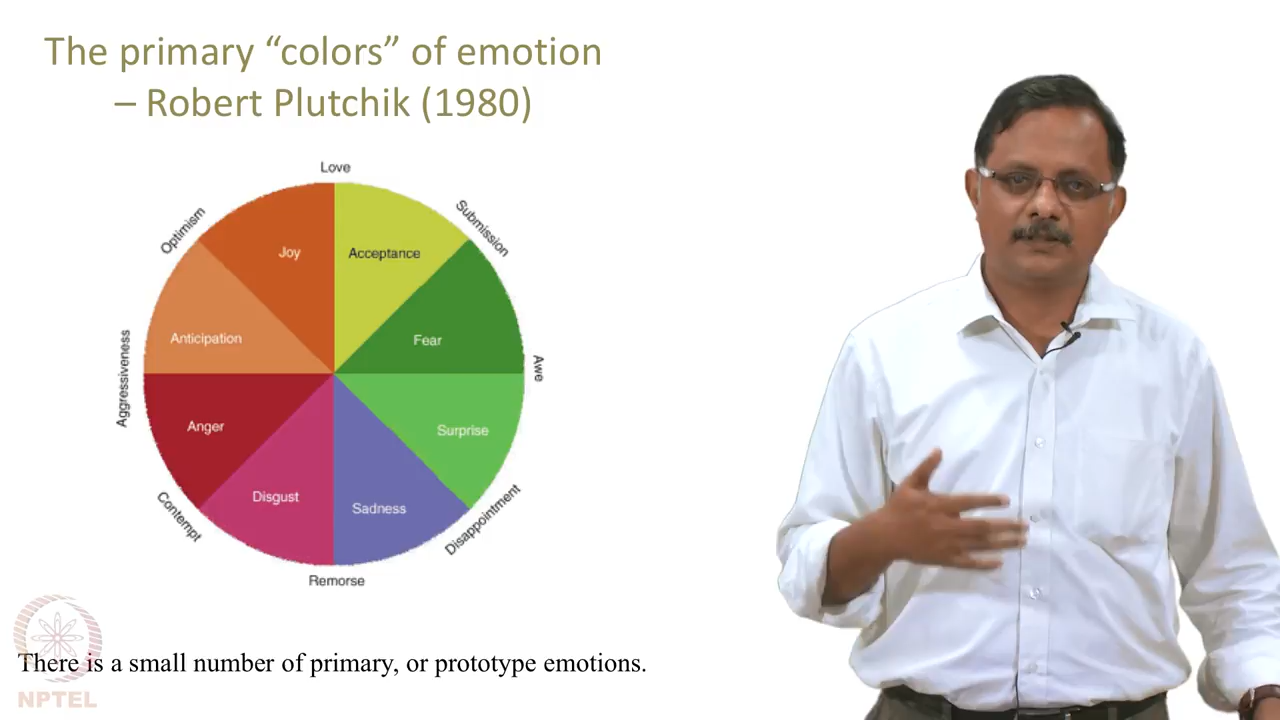 The primary “colors” of emotion
– Robert Plutchik (1980)
Love
Optimism
Submission
Joy
Acceptance
Anticipation
Fear
Aggressiveness
Awe
Anger
Surprise
Disgust
Sadness
Contempt
Disappointment
Remorse
There is a small number of primary, or prototype emotions.
NPTEL